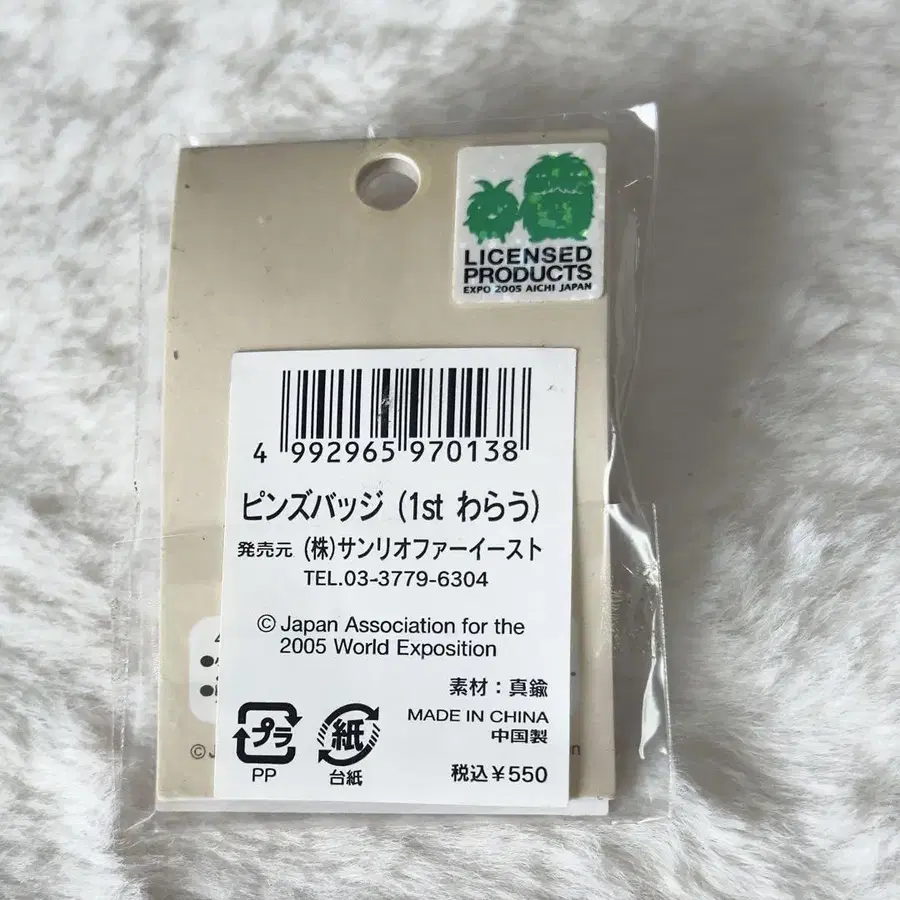 LICENSED
PRODUCTS
EXPO 2005 AICHI JAPAN
4 992965 970138
ピンズバッジ (1st わらう)
発売元 (株)サンリオファーイースト
TEL.03-3779-6304
© Japan Association for the
2005 World Exposition
素材：真鍮
MADE IN CHINA
中国製
プラ
PP
紙
台紙
税込￥550
©J